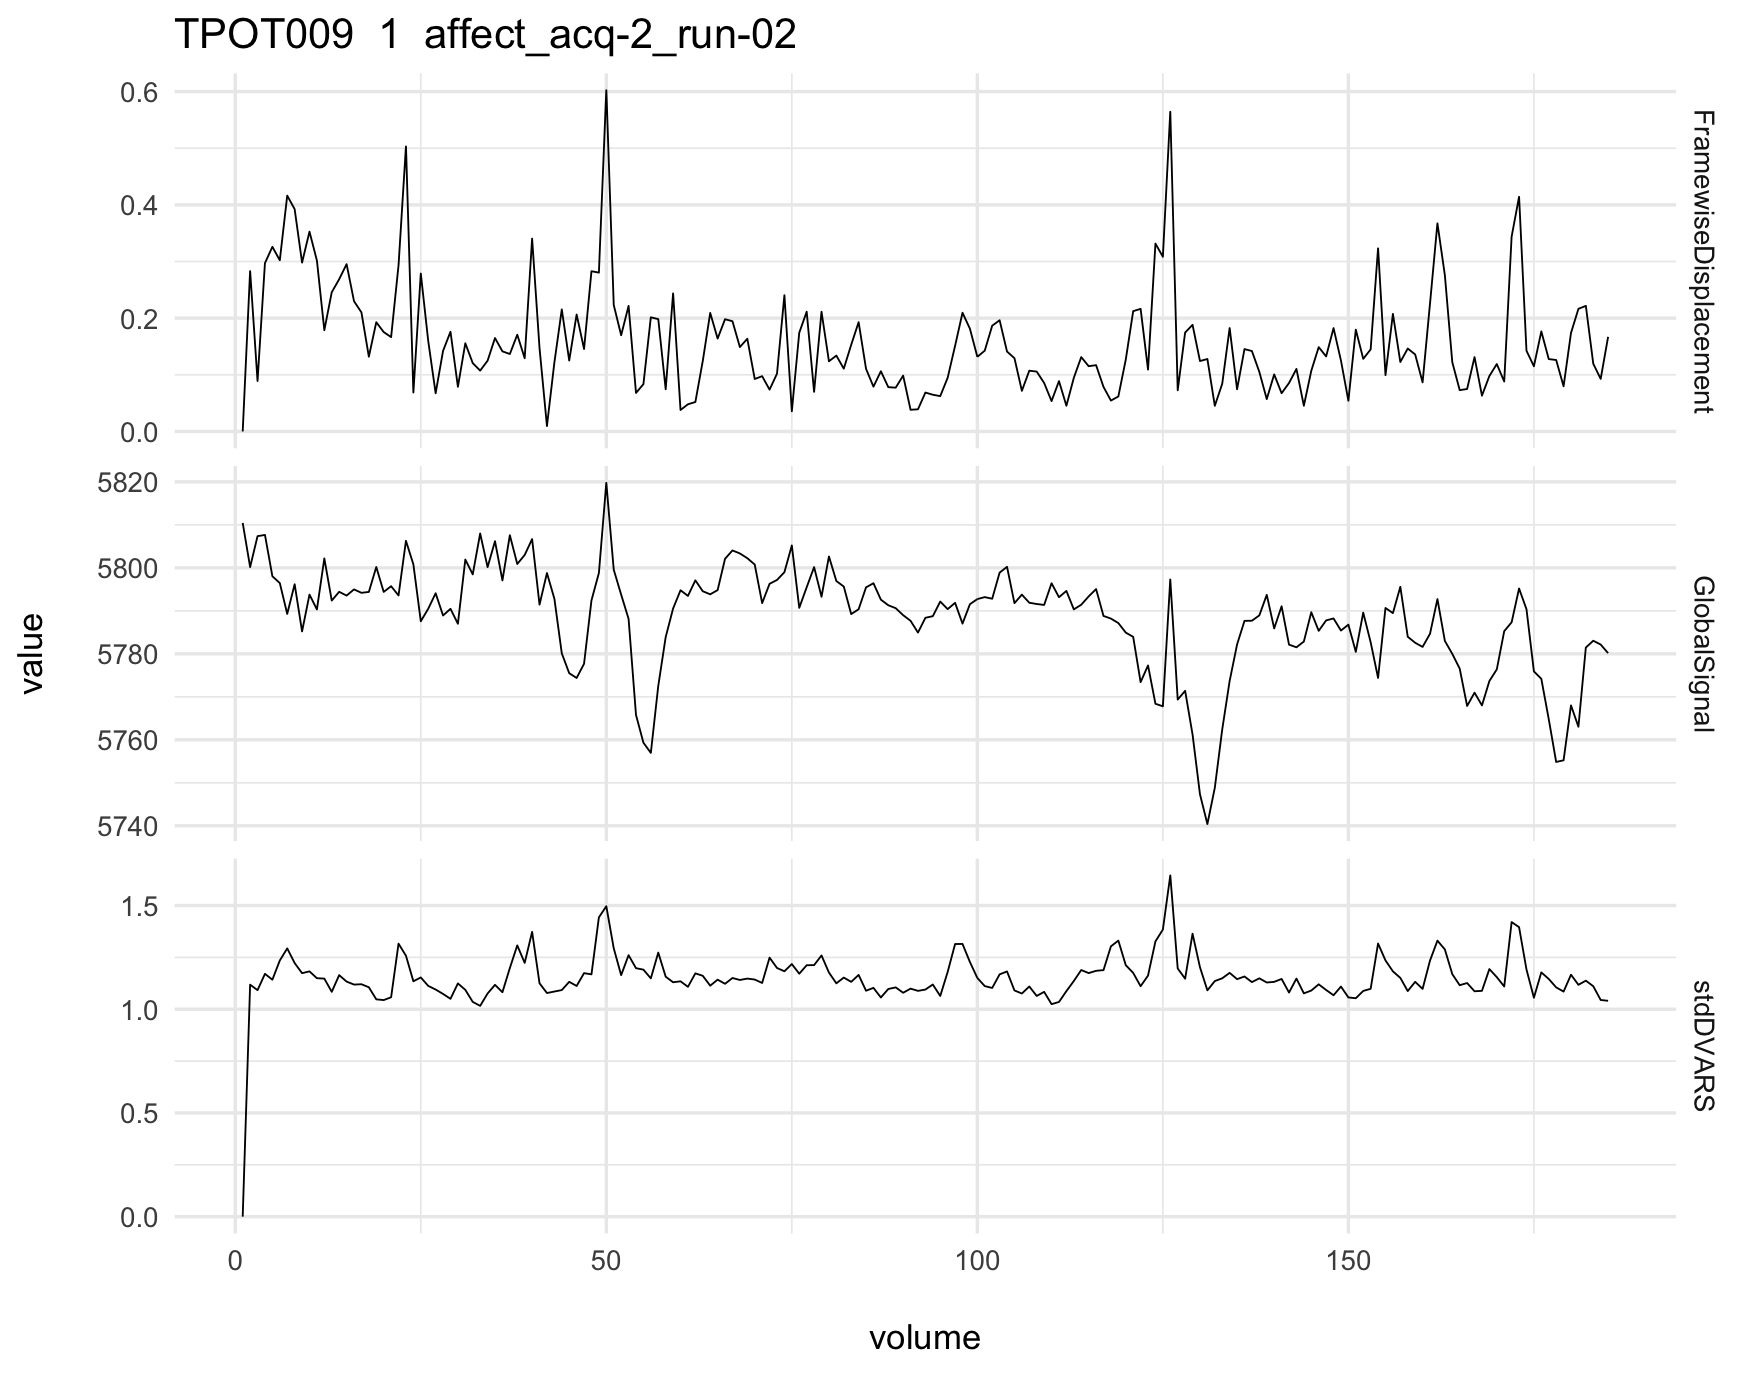 TPOT009  1  affect_acq-2_run-02
0.6
0.4
0.2
0.0
FramewiseDisplacement
5820
5800
5780
5760
5740
GlobalSignal
value
1.5
1.0
0.5
0.0
stdDVARS
0 50 100 150
volume